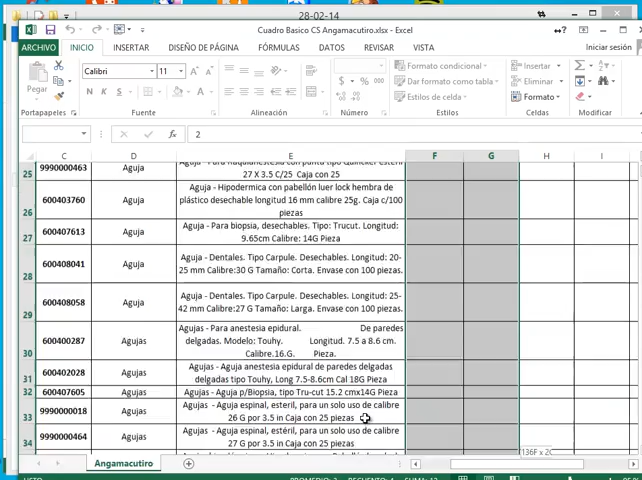 28-02-14
Cuadro Basico CS Angamacutiro.xlsx - Excel
ARCHIVO INICIO INSERTAR DISEÑO DE PÁGINA FÓRMULAS DATOS REVISAR VISTA Iniciar sesión
Pegar
Calibri 11
N K S
$ % 
Formato condicional
Dar formato como tabla
Estilos de celda
Insertar
Eliminar
Formato
Portapapeles Fuente Alineación Número Estilos Celdas Modificar
fx 2
C D E F G H I
25 9990000463 Aguja
27 X 3.5 C/25 Caja con 25
26 600403760 Aguja Aguja - Hipodermica con pabellón luer lock hembra de
plástico desechable longitud 16 mm calibre 25g. Caja c/100
piezas
27 600407613 Aguja Aguja - Para biopsia, desechables. Tipo: Trucut. Longitud:
9.65cm Calibre: 14G Pieza
28 600408041 Aguja Aguja - Dentales. Tipo Carpule. Desechables. Longitud: 20-
25 mm Calibre:30 G Tamaño: Corta. Envase con 100 piezas.
29 600408058 Aguja Aguja - Dentales. Tipo Carpule. Desechables. Longitud: 25-
42 mm Calibre:27 G Tamaño: Larga. Envase con 100 piezas.
30 600400287 Agujas Agujas - Para anestesia epidural. De paredes
delgadas. Modelo: Touhy. Longitud. 7.5 a 8.6 cm.
Calibre.16.G. Pieza.
31 600402028 Agujas Agujas - Aguja anestesia epidural de paredes delgadas
delgadas tipo Touhy, Long 7.5-8.6cm Cal 18G Pieza
32 600407605 Agujas Agujas - Aguja p/Biopsia, tipo Tru-cut 15.2 cmx14G Pieza
33 9990000018 Agujas Agujas - Aguja espinal, esteril, para un solo uso de calibre
26 G por 3.5 in Caja con 25 piezas
34 9990000464 Agujas Agujas - Aguja espinal, estéril, para un solo uso de calibre
27 G por 3.5 in Caja con 25 piezas
Angamacutiro